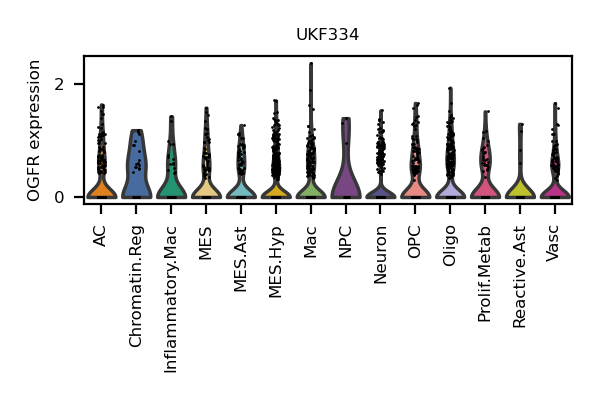 UKF334
OGFR expression
2
0
AC
Chromatin.Reg
Inflammatory.Mac
MES
MES.Ast
MES.Hyp
Mac
NPC
Neuron
OPC
Oligo
Prolif.Metab
Reactive.Ast
Vasc